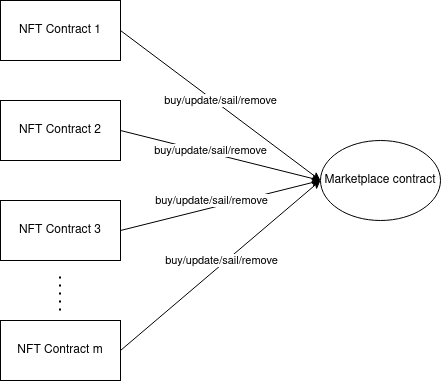 NFT Contract 1
buy/update/sail/remove
NFT Contract 2
buy/update/sail/remove
Marketplace contract
buy/update/sail/remove
NFT Contract 3
buy/update/sail/remove
NFT Contract m